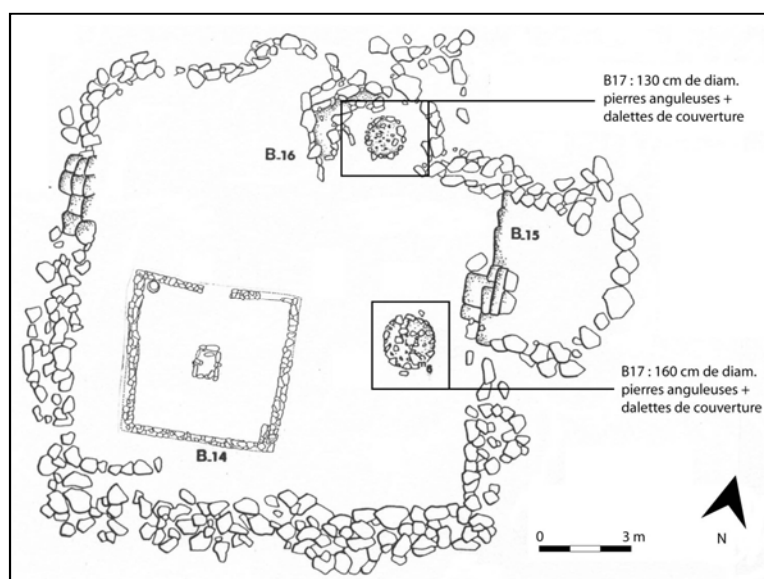 B17 : 130 cm de diam.
pierres anguleuses +
dalettes de couverture
B.16
B.15
B17 : 160 cm de diam.
pierres anguleuses +
dalettes de couverture
B.14
0 3 m
N